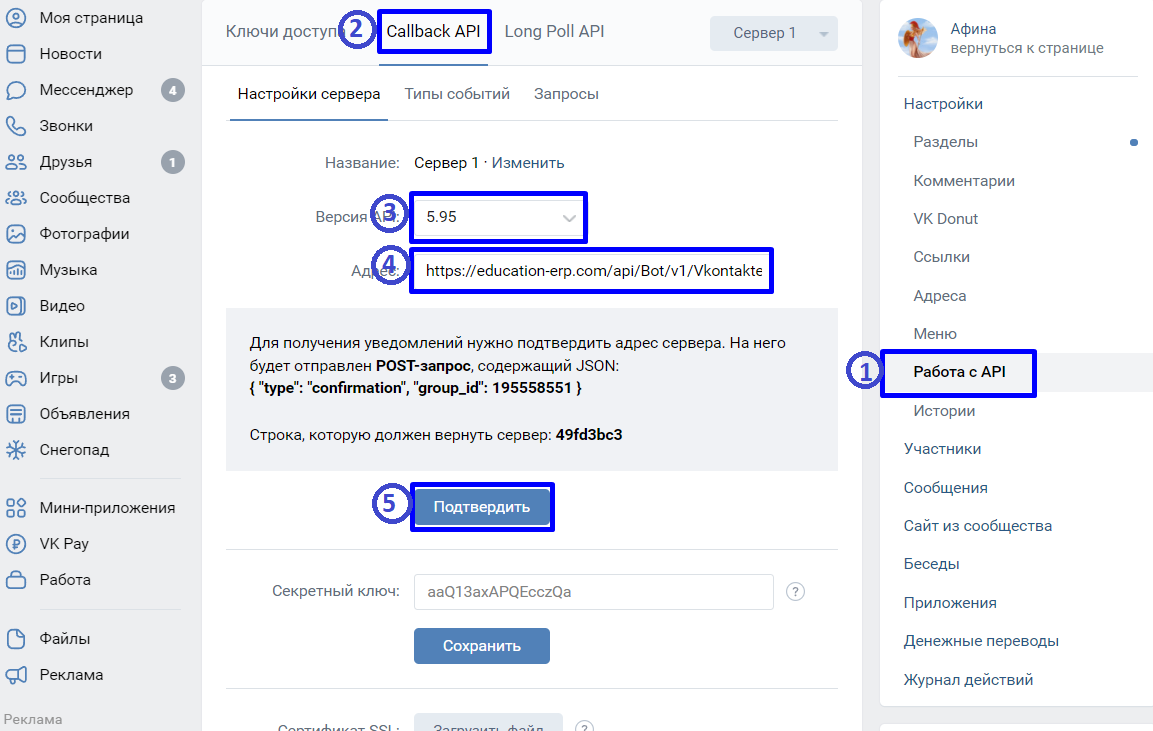 Моя страница
Новости
Мессенджер 4
Звонки
Друзья 1
Сообщества
Фотографии
Музыка
Видео
Клипы
Игры 3
Объявления
Снегопад
Мини-приложения
VK Pay
Работа
Файлы
Реклама
Реклама
Ключи доступа 2 Callback API Long Poll API Сервер 1
Настройки сервера Типы событий Запросы
Название: Сервер 1 · Изменить
Версия API: 3 5.95
Адрес: 4 https://education-erp.com/api/Bot/v1/Vkontakte
Для получения уведомлений нужно подтвердить адрес сервера. На него
будет отправлен POST-запрос, содержащий JSON:
{ "type": "confirmation", "group_id": 195558551 }
Строка, которую должен вернуть сервер: 49fd3bc3
5 Подтвердить
Секретный ключ: aaQ13axAPQEcczQa ?
Сохранить
Сертификат SSL: Загрузить файл ?
Афина
вернуться к странице
Настройки
Разделы
Комментарии
VK Donut
Ссылки
Адреса
Меню
1 Работа с API
Истории
Участники
Сообщения
Сайт из сообщества
Беседы
Приложения
Денежные переводы
Журнал действий